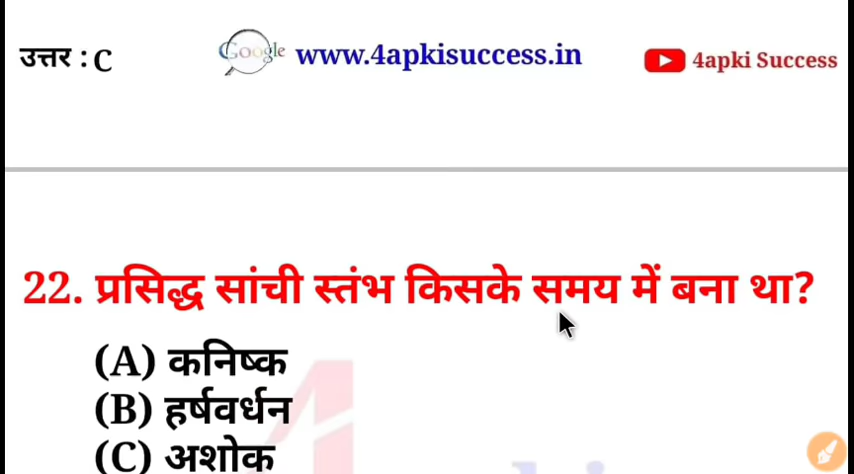 उत्तर : C Google www.4apkisuccess.in 4apki Success
22. प्रसिद्ध सांची स्तंभ किसके समय में बना था?
(A) कनिष्क
(B) हर्षवर्धन
(C) अशोक